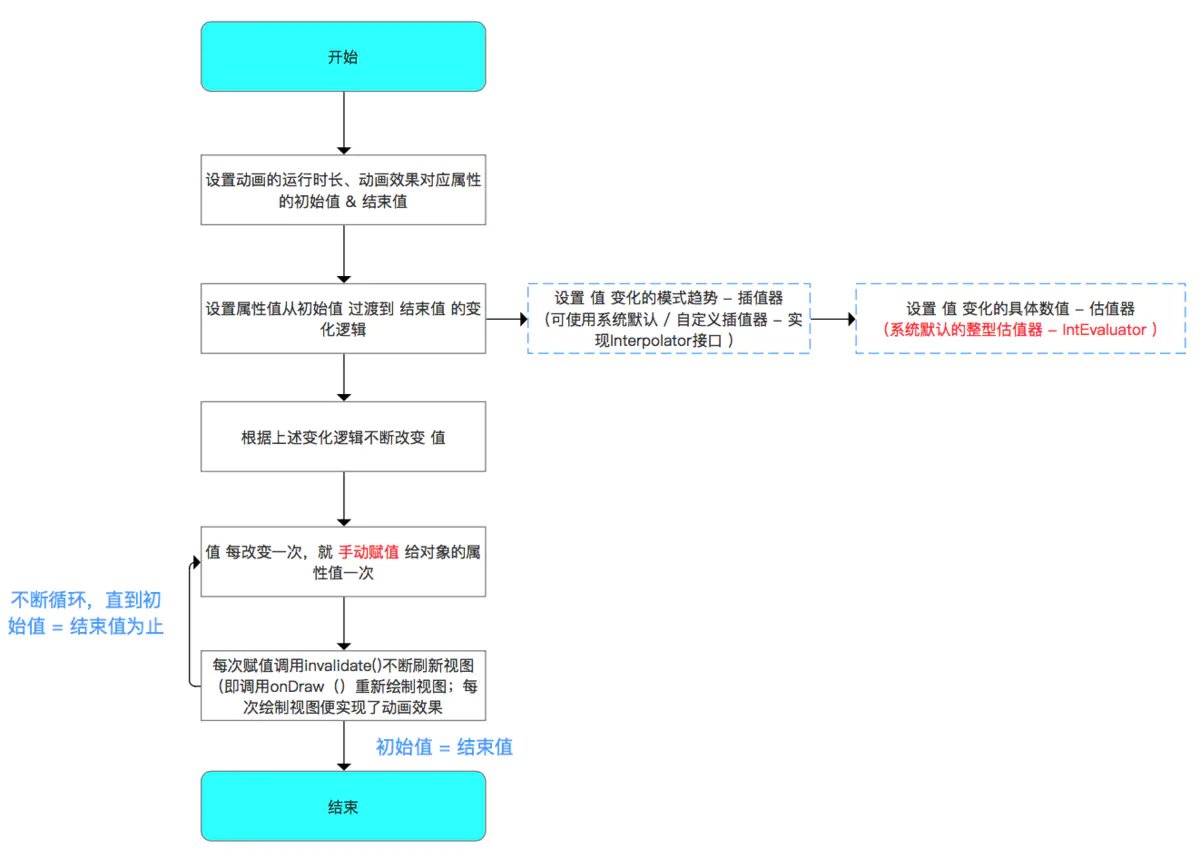 开始
设置动画的运行时长、动画效果对应属性
的初始值 & 结束值
设置属性值从初始值 过渡到 结束值 的变
化逻辑
设置 值 变化的模式趋势 – 插值器
（可使用系统默认 / 自定义插值器 – 实
现Interpolator接口 ）
设置 值 变化的具体数值 – 估值器
（系统默认的整型估值器 – IntEvaluator ）
根据上述变化逻辑不断改变 值
值 每改变一次，就 手动赋值 给对象的属
性值一次
不断循环，直到初
始值 = 结束值为止
每次赋值调用invalidate()不断刷新视图
（即调用onDraw（）重新绘制视图；每
次绘制视图便实现了动画效果
初始值 = 结束值
结束